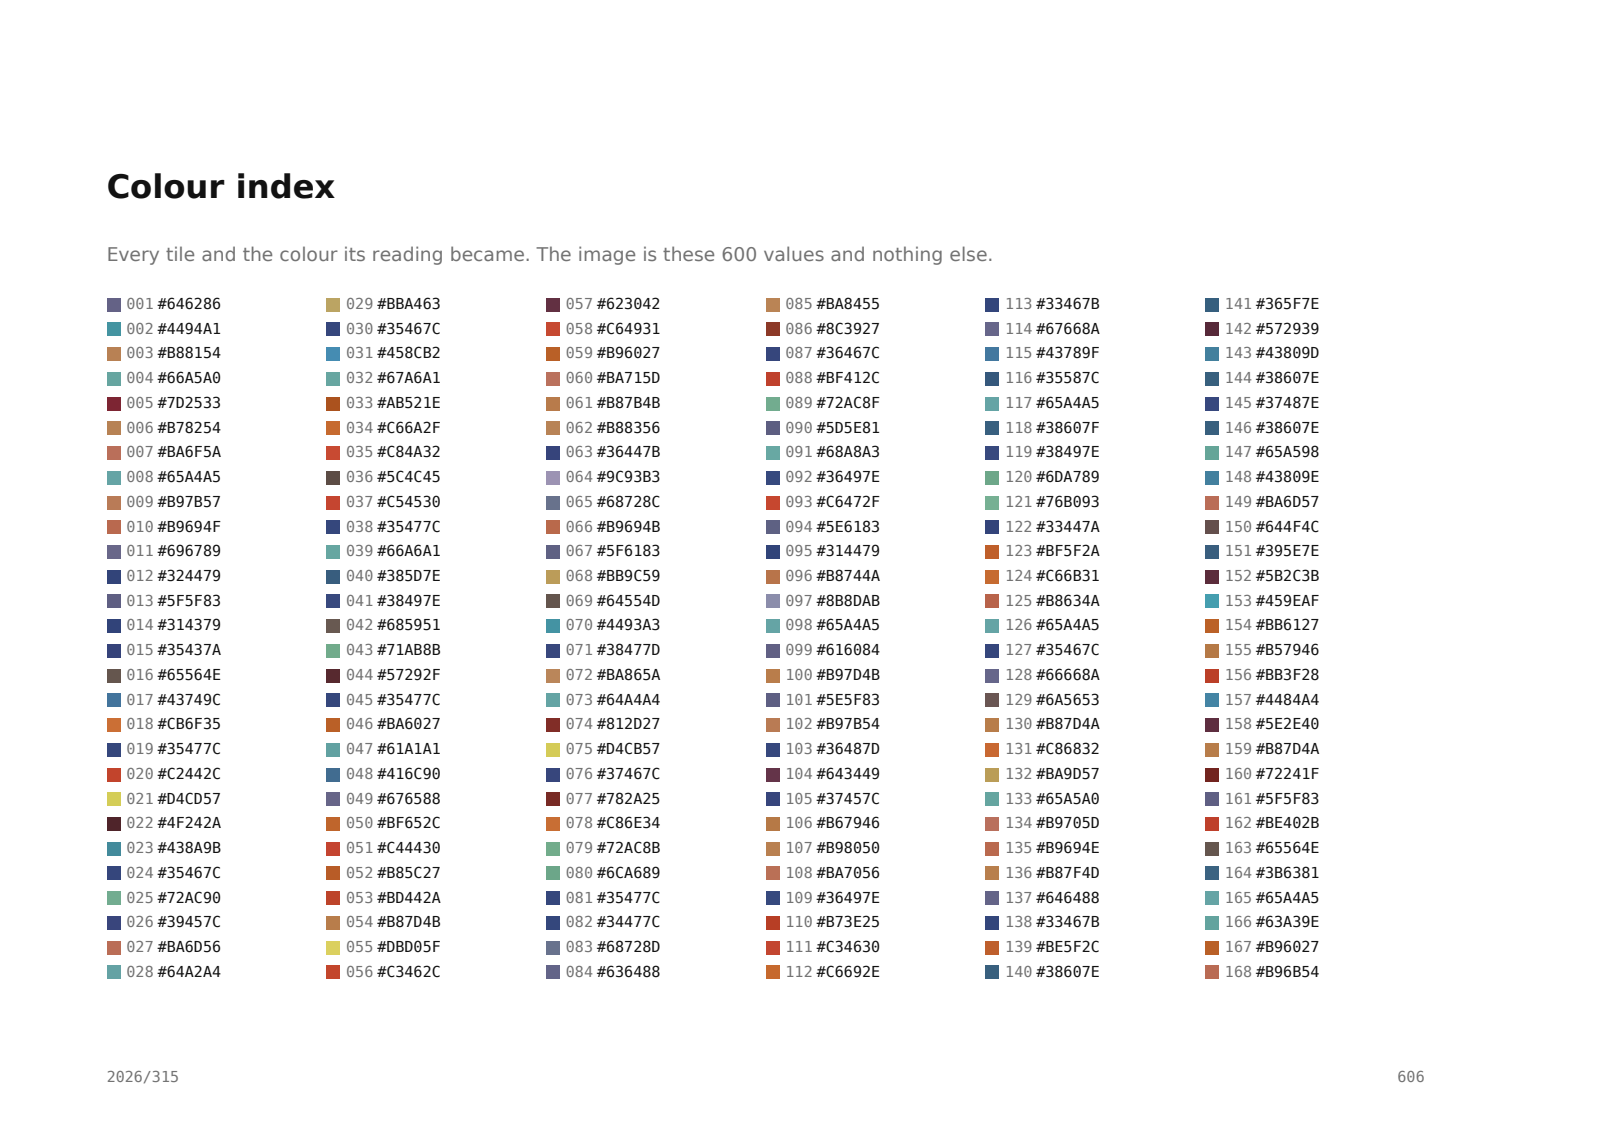 Colour index
Every tile and the colour its reading became. The image is these 600 values and nothing else.
001 #646286
002 #4494A1
003 #B88154
004 #66A5A0
005 #7D2533
006 #B78254
007 #BA6F5A
008 #65A4A5
009 #B97B57
010 #B9694F
011 #696789
012 #324479
013 #5F5F83
014 #314379
015 #35437A
016 #65564E
017 #43749C
018 #CB6F35
019 #35477C
020 #C2442C
021 #D4CD57
022 #4F242A
023 #438A9B
024 #35467C
025 #72AC90
026 #39457C
027 #BA6D56
028 #64A2A4
029 #BBA463
030 #35467C
031 #458CB2
032 #67A6A1
033 #AB521E
034 #C66A2F
035 #C84A32
036 #5C4C45
037 #C54530
038 #35477C
039 #66A6A1
040 #385D7E
041 #38497E
042 #685951
043 #71AB8B
044 #57292F
045 #35477C
046 #BA6027
047 #61A1A1
048 #416C90
049 #676588
050 #BF652C
051 #C44430
052 #B85C27
053 #BD442A
054 #B87D4B
055 #DBD05F
056 #C3462C
057 #623042
058 #C64931
059 #B96027
060 #BA715D
061 #B87B4B
062 #B88356
063 #36447B
064 #9C93B3
065 #68728C
066 #B9694B
067 #5F6183
068 #BB9C59
069 #64554D
070 #4493A3
071 #38477D
072 #BA865A
073 #64A4A4
074 #812D27
075 #D4CB57
076 #37467C
077 #782A25
078 #C86E34
079 #72AC8B
080 #6CA689
081 #35477C
082 #34477C
083 #68728D
084 #636488
085 #BA8455
086 #8C3927
087 #36467C
088 #BF412C
089 #72AC8F
090 #5D5E81
091 #68A8A3
092 #36497E
093 #C6472F
094 #5E6183
095 #314479
096 #B8744A
097 #8B8DAB
098 #65A4A5
099 #616084
100 #B97D4B
101 #5E5F83
102 #B97B54
103 #36487D
104 #643449
105 #37457C
106 #B67946
107 #B98050
108 #BA7056
109 #36497E
110 #B73E25
111 #C34630
112 #C6692E
113 #33467B
114 #67668A
115 #43789F
116 #35587C
117 #65A4A5
118 #38607F
119 #38497E
120 #6DA789
121 #76B093
122 #33447A
123 #BF5F2A
124 #C66B31
125 #B8634A
126 #65A4A5
127 #35467C
128 #66668A
129 #6A5653
130 #B87D4A
131 #C86832
132 #BA9D57
133 #65A5A0
134 #B9705D
135 #B9694E
136 #B87F4D
137 #646488
138 #33467B
139 #BE5F2C
140 #38607E
141 #365F7E
142 #572939
143 #43809D
144 #38607E
145 #37487E
146 #38607E
147 #65A598
148 #43809E
149 #BA6D57
150 #644F4C
151 #395E7E
152 #5B2C3B
153 #459EAF
154 #BB6127
155 #B57946
156 #BB3F28
157 #4484A4
158 #5E2E40
159 #B87D4A
160 #72241F
161 #5F5F83
162 #BE402B
163 #65564E
164 #3B6381
165 #65A4A5
166 #63A39E
167 #B96027
168 #B96B54
2026/315
606